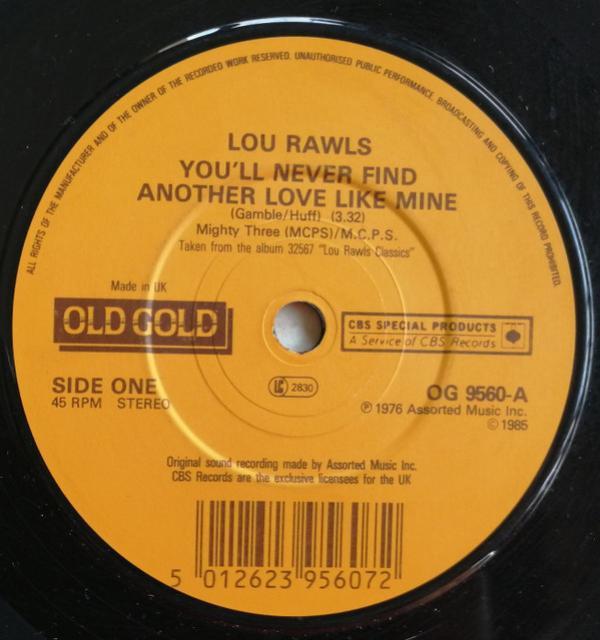 ALL RIGHTS OF THE MANUFACTURER AND OF THE OWNER OF THE RECORDED WORK RESERVED. UNAUTHORISED PUBLIC PERFORMANCE, BROADCASTING AND COPYING OF THIS RECORD PROHIBITED.
LOU RAWLS
YOU'LL NEVER FIND
ANOTHER LOVE LIKE MINE
(Gamble/Huff) (3.32)
Mighty Three (MCPS)/M.C.P.S.
Taken from the album 32567 "Lou Rawls Classics"
Made in UK
OLD GOLD
CBS SPECIAL PRODUCTS
A Service of CBS Records
SIDE ONE
45 RPM STEREO
LC 2830
OG 9560-A
℗ 1976 Assorted Music Inc.
© 1985
Original sound recording made by Assorted Music Inc.
CBS Records are the exclusive licensees for the UK
5 012623 956072